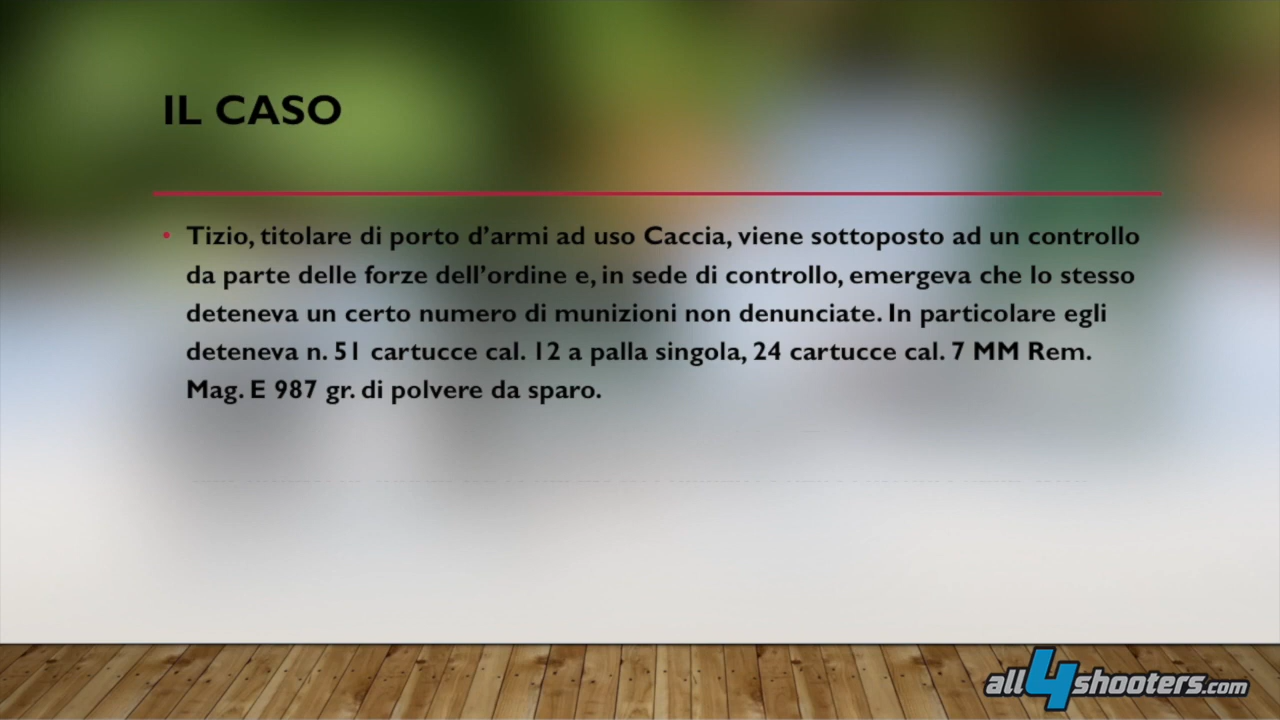 IL CASO
• Tizio, titolare di porto d’armi ad uso Caccia, viene sottoposto ad un controllo
da parte delle forze dell’ordine e, in sede di controllo, emergeva che lo stesso
deteneva un certo numero di munizioni non denunciate. In particolare egli
deteneva n. 51 cartucce cal. 12 a palla singola, 24 cartucce cal. 7 MM Rem.
Mag. E 987 gr. di polvere da sparo.
all4shooters.com